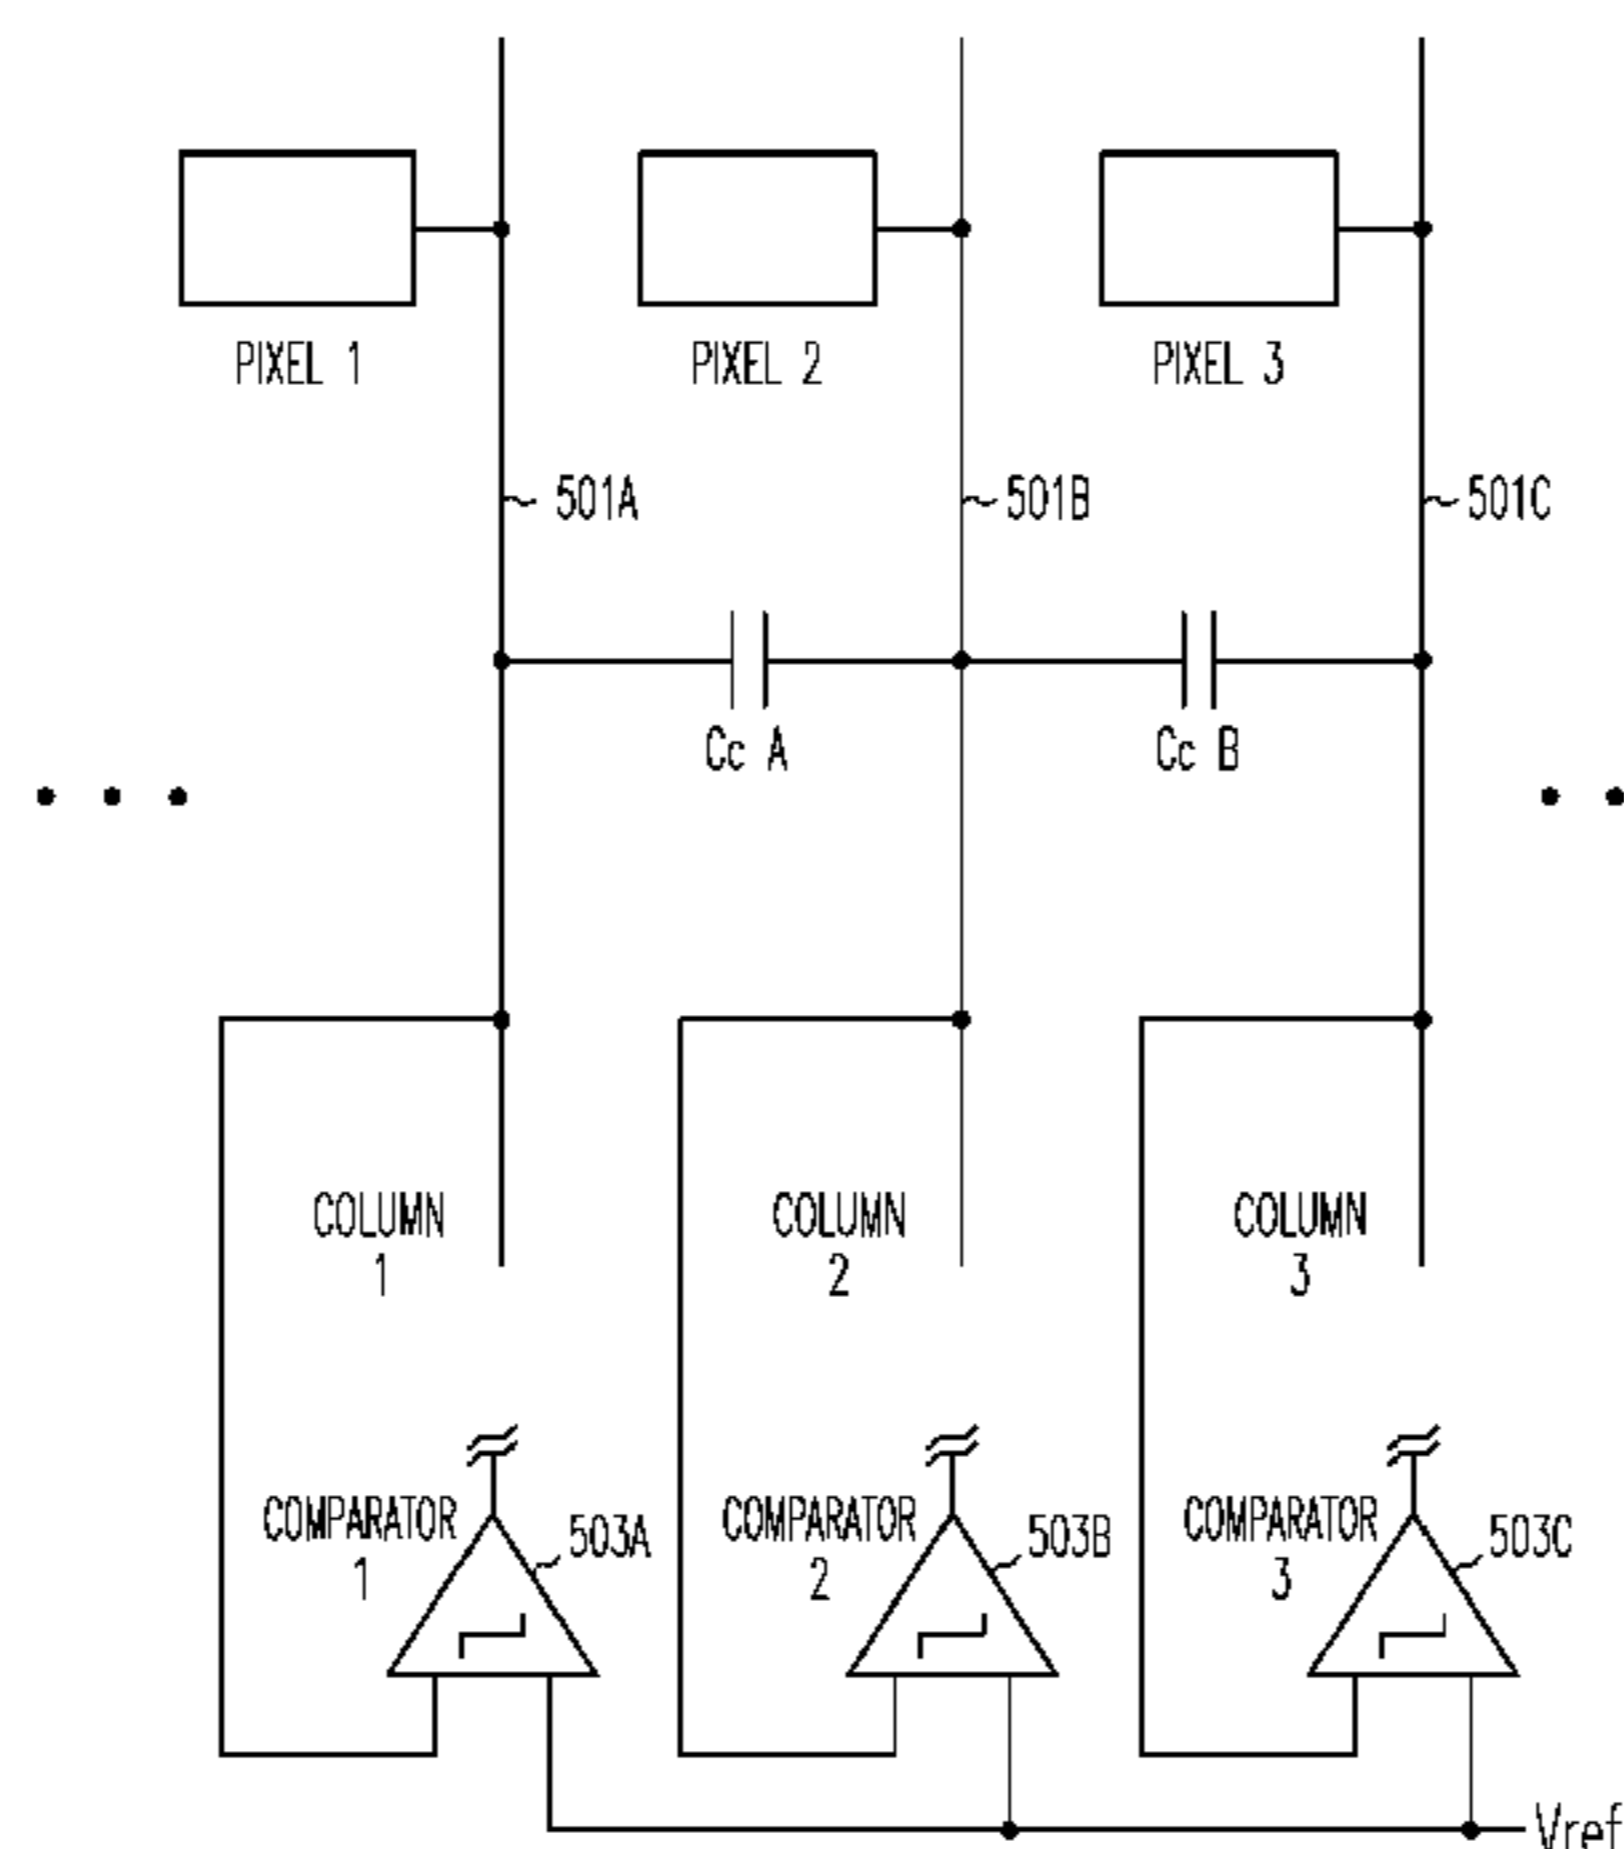 PIXEL 1
PIXEL 2
PIXEL 3
501A
501B
501C
Cc A
Cc B
COLUMN
1
COLUMN
2
COLUMN
3
COMPARATOR
1
503A
COMPARATOR
2
503B
COMPARATOR
3
503C
Vref